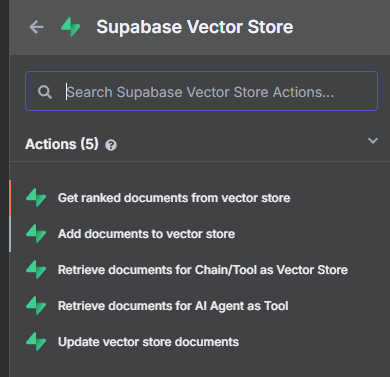 Supabase Vector Store
Search Supabase Vector Store Actions...
Actions (5) ?
Get ranked documents from vector store
Add documents to vector store
Retrieve documents for Chain/Tool as Vector Store
Retrieve documents for AI Agent as Tool
Update vector store documents